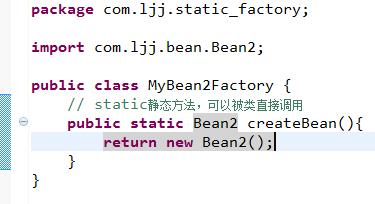 package com.ljj.static_factory;
import com.ljj.bean.Bean2;
public class MyBean2Factory {
// static静态方法，可以被类直接调用
public static Bean2 createBean(){
return new Bean2();
}
}